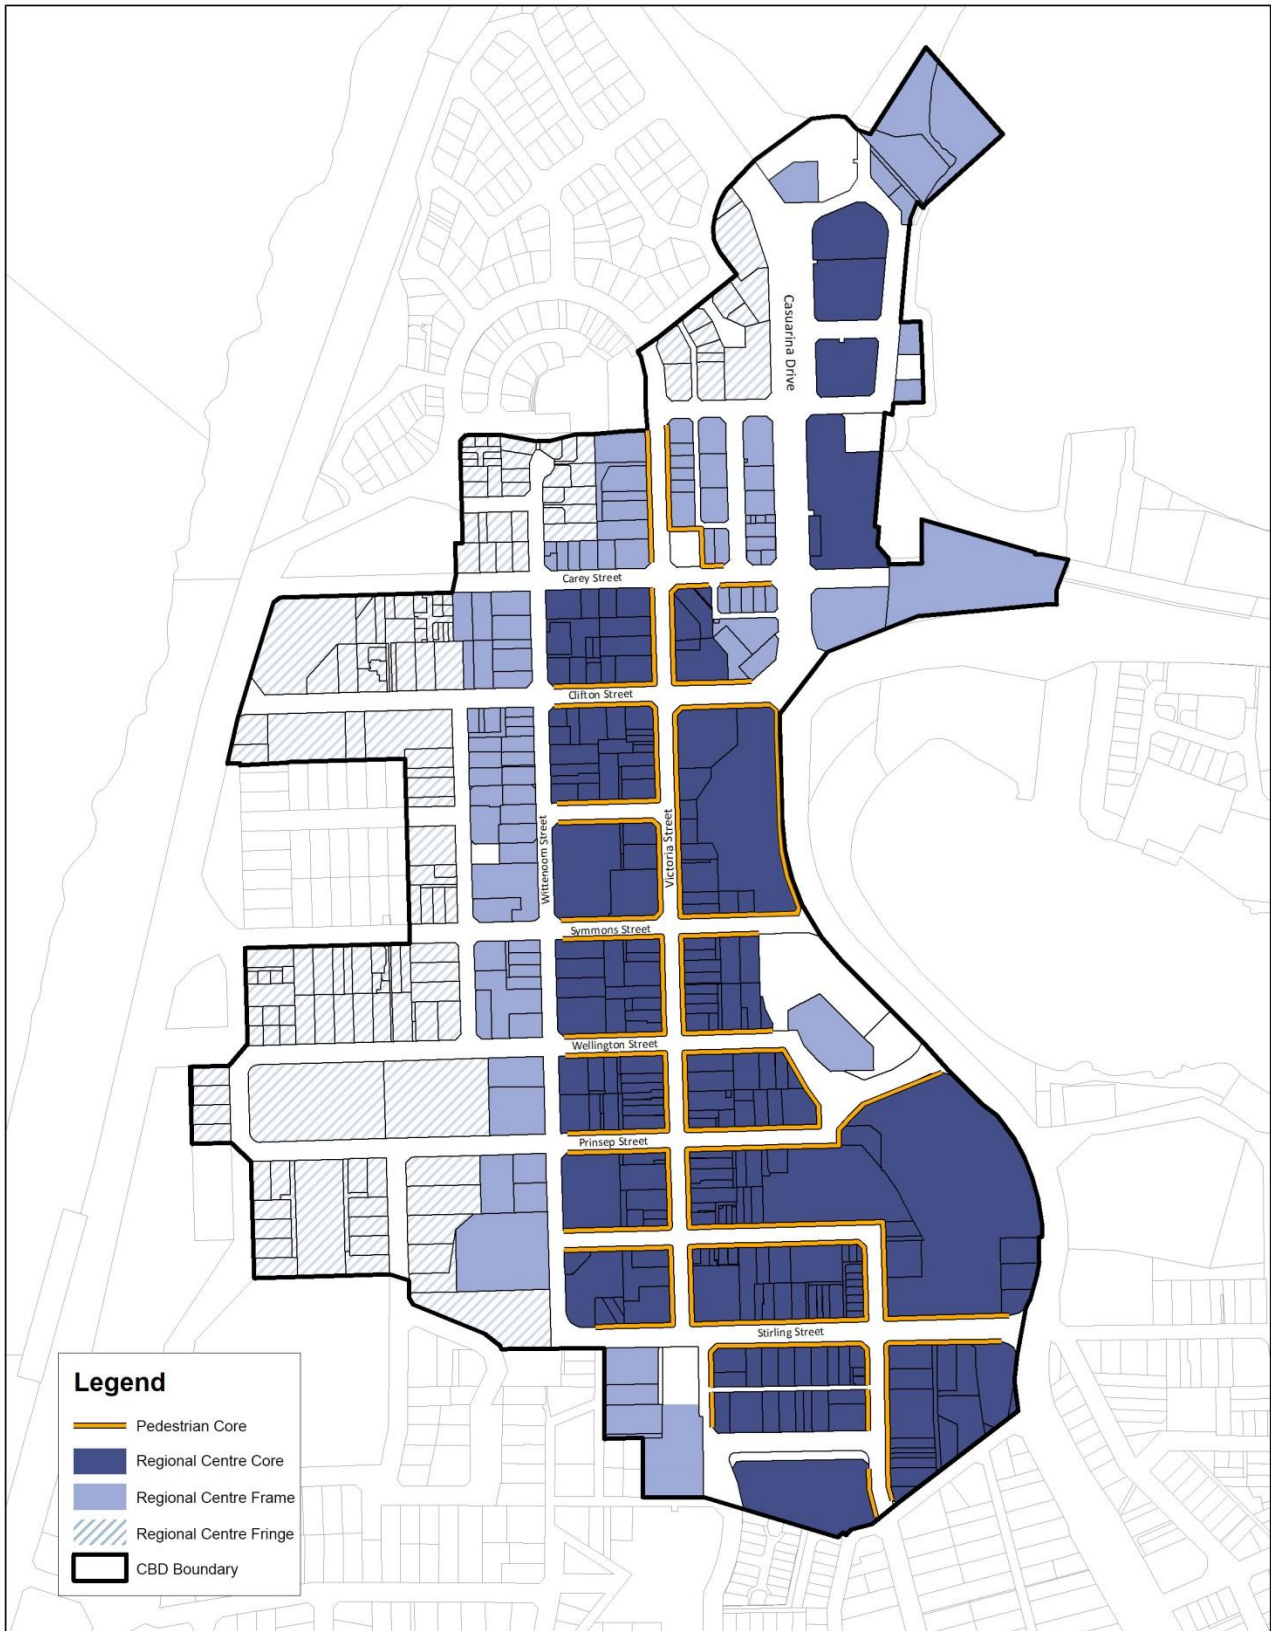 Casuarina Drive
Carey Street
Clifton Street
Wittenoom Street
Victoria Street
Symmons Street
Wellington Street
Prinsep Street
Stirling Street
Legend
Pedestrian Core
Regional Centre Core
Regional Centre Frame
Regional Centre Fringe
CBD Boundary